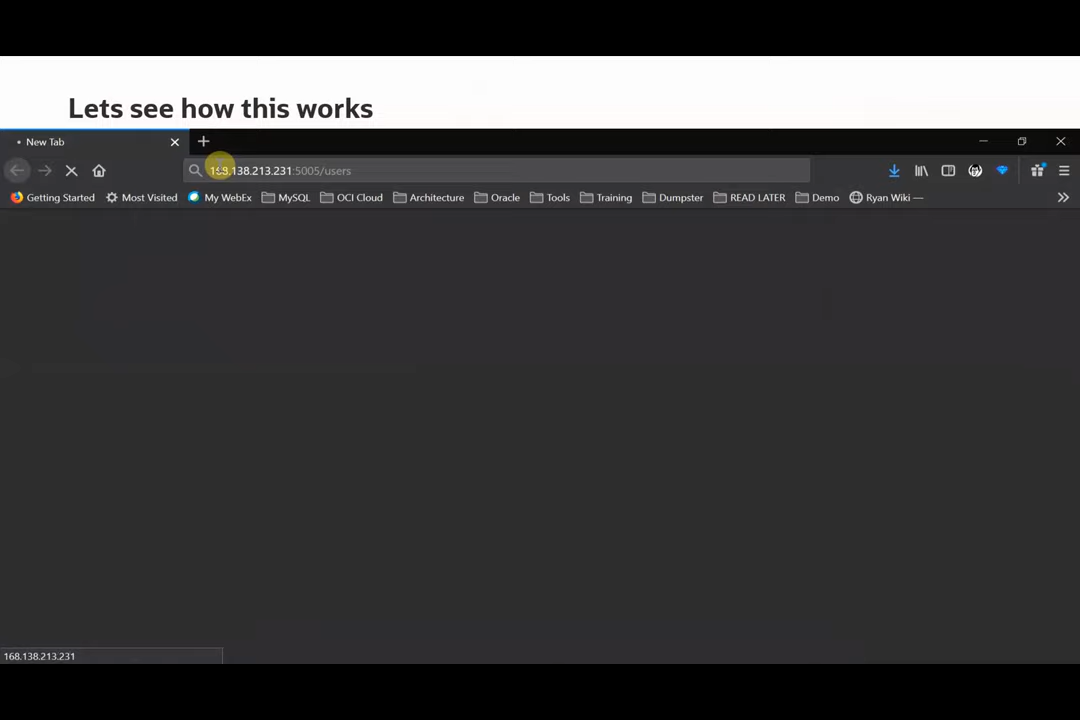 Lets see how this works
New Tab
168.138.213.231:5005/users
Getting Started Most Visited My WebEx MySQL OCI Cloud Architecture Oracle Tools Training Dumpster READ LATER Demo Ryan Wiki —
168.138.213.231